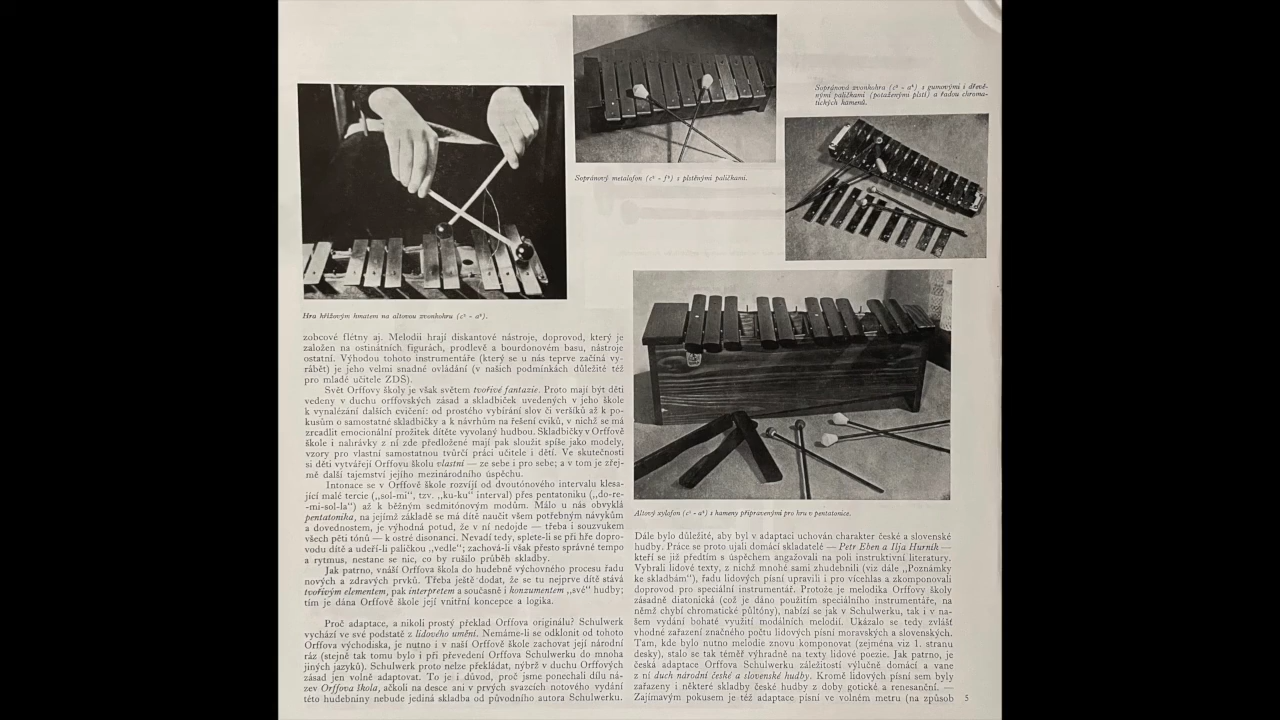 Sopránová zvonkohra (c² - a³) s gumovými i dřevě-
nými paličkami (potaženými plstí) a řadou chroma-
tických kamenů.
Sopránový metalofon (c² - f³) s plstěnými paličkami.
Hra křížovým hmatem na altovou zvonkohru
Altový xylofon s kameny připravenými pro hru v pentatonice.
zobcové flétny aj. Melodii hrají diskantové nástroje, doprovod, který je
založen na ostinátních figurách, prodlevě a bourdonovém basu, nástroje
ostatní. Výhodou tohoto instrumentáře (který se u nás teprve začíná vy-
rábět) je jeho velmi snadné ovládání (v našich podmínkách důležité též
pro mladé učitele ZDŠ).
Svět Orffovy školy je však světem tvořivé fantazie. Proto mají být děti
vedeny v duchu orffovských zásad a skladbiček uvedených v jeho škole
k vynalézání dalších cvičení: od prostého vybírání slov či veršíků až k po-
kusům o samostatné skladbičky a k návrhům na řešení cviků, v nichž se má
zrcadlit emocionální prožitek dítěte vyvolaný hudbou. Skladbičky v Orffově
škole i nahrávky z ní zde předložené mají pak sloužit spíše jako modely,
vzory pro vlastní samostatnou tvůrčí práci učitele i dětí. Ve skutečnosti
si děti vytvářejí Orffovu školu vlastní — ze sebe i pro sebe; a v tom je zřej-
mě další tajemství jejího mezinárodního úspěchu.
Intonace se v Orffově škole rozvíjí od dvoutónového intervalu klesa-
jící malé tercie („sol-mi“, tzv. „ku-ku“ interval) přes pentatoniku („do-re-
-mi-sol-la“) až k běžným sedmitónovým modům. Málo u nás obvyklá
pentatonika, na jejímž základě se má dítě naučit všem potřebným návykům
a dovednostem, je výhodná potud, že v ní nedojde — třeba i souzvukem
všech pěti tónů — k ostré disonanci. Nevadí tedy, splete-li se při hře dopro-
vodu dítě a udeří-li paličkou „vedle“; zachová-li však přesto správné tempo
a rytmus, nestane se nic, co by rušilo průběh skladby.
Jak patrno, vnáší Orffova škola do hudebně výchovného procesu řadu
nových a zdravých prvků. Třeba ještě dodat, že se tu nejprve dítě stává
tvořivým elementem, pak interpretem a současně i konzumentem „své“ hudby;
tím je dána Orffově škole její vnitřní koncepce a logika.
Proč adaptace, a nikoli prostý překlad Orffova originálu? Schulwerk
vychází ve své podstatě z lidového umění. Nemáme-li se odklonit od tohoto
Orffova východiska, je nutno i v naší Orffově škole zachovat její národní
ráz (stejně tak tomu bylo i při převedení Orffova Schulwerku do mnoha
jiných jazyků). Schulwerk proto nelze překládat, nýbrž v duchu Orffových
zásad jen volně adaptovat. To je i důvod, proč jsme ponechali dílu ná-
zev Orffova škola, ačkoli na desce ani v prvých svazcích notového vydání
této hudebniny nebude jediná skladba od původního autora Schulwerku.
Dále bylo důležité, aby byl v adaptaci uchován charakter české a slovenské
hudby. Práce se proto ujali domácí skladatelé — Petr Eben a Ilja Hurník —
kteří se již předtím s úspěchem angažovali na poli instruktivní literatury.
Vybrali lidové texty, z nichž mnohé sami zhudebnili (viz dále „Poznámky
ke skladbám“), řadu lidových písní upravili i pro vícehlas a zkomponovali
doprovod pro speciální instrumentář. Protože je melodika Orffovy školy
zásadně diatonická (což je dáno použitím speciálního instrumentáře, na
němž chybí chromatické půltóny), nabízí se jak v Schulwerku, tak i v na-
šem vydání bohaté využití modálních melodií. Ukázalo se tedy zvlášť
vhodné zařazení značného počtu lidových písní moravských a slovenských.
Tam, kde bylo nutno melodie znovu komponovat (zejména viz 1. stranu
desky), stalo se tak téměř výhradně na texty lidové poezie. Jak patrno, je
česká adaptace Orffova Schulwerku záležitostí výlučně domácí a vane
z ní duch národní české a slovenské hudby. Kromě lidových písní sem byly
zařazeny i některé skladby české hudby z doby gotické a renesanční. —
Zajímavým pokusem je též adaptace písní ve volném metru (na způsob
5